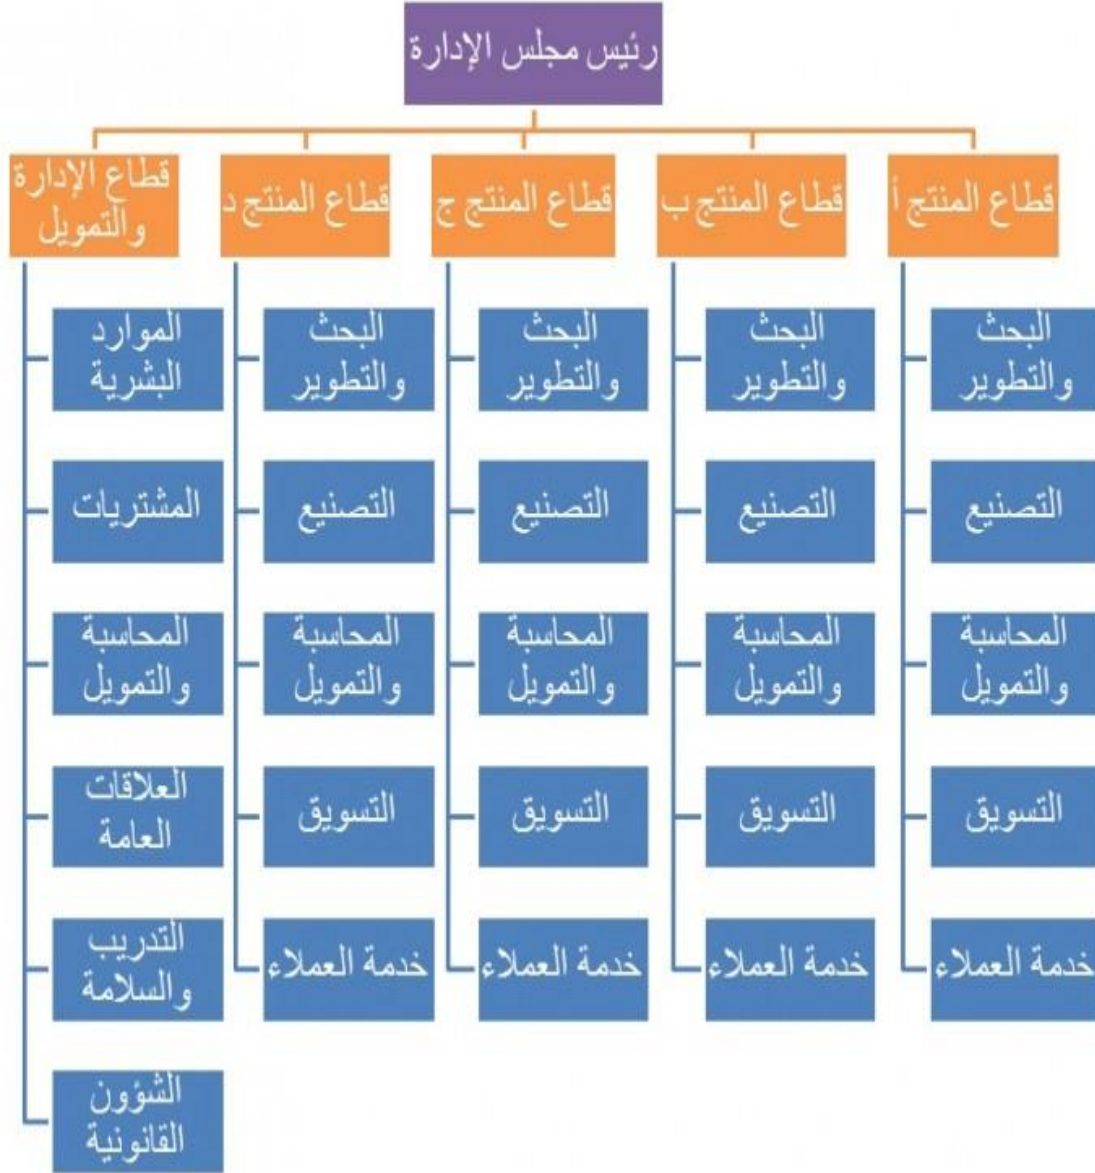 رئيس مجلس الإدارة
قطاع المنتج أ
قطاع المنتج ب
قطاع المنتج ج
قطاع المنتج د
قطاع الإدارة
والتمويل
البحث
والتطوير
التصنيع
المحاسبة
والتمويل
التسويق
خدمة العملاء
البحث
والتطوير
التصنيع
المحاسبة
والتمويل
التسويق
خدمة العملاء
البحث
والتطوير
التصنيع
المحاسبة
والتمويل
التسويق
خدمة العملاء
البحث
والتطوير
التصنيع
المحاسبة
والتمويل
التسويق
خدمة العملاء
الموارد
البشرية
المشتريات
المحاسبة
والتمويل
العلاقات
العامة
التدريب
والسلامة
الشؤون
القانونية